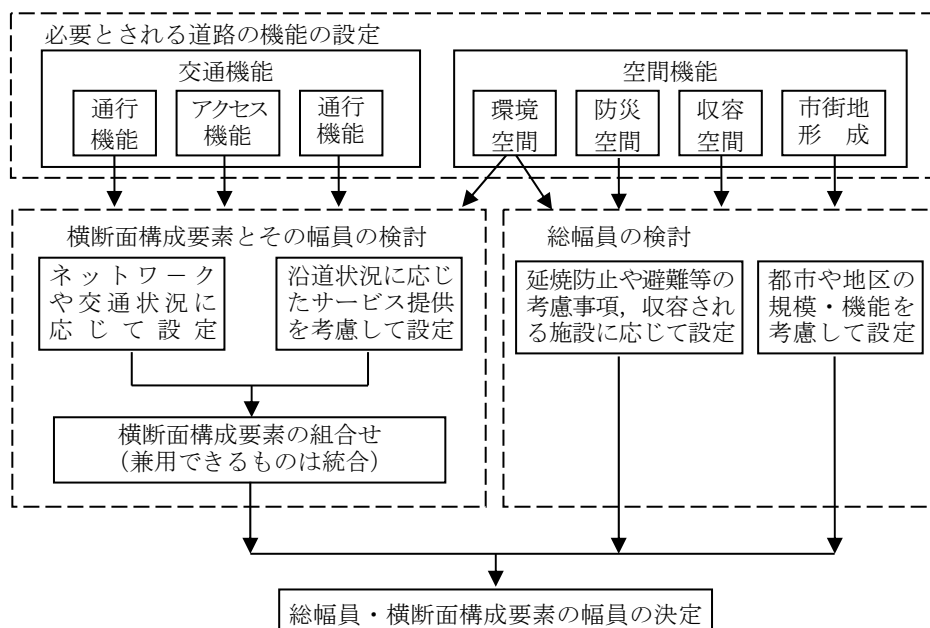 必要とされる道路の機能の設定
交通機能
空間機能
通行
機能
アクセス
機能
通行
機能
環境
空間
防災
空間
収容
空間
市街地
形成
横断面構成要素とその幅員の検討
総幅員の検討
ネットワーク
や交通状況に
応じて設定
沿道状況に応じ
たサービス提供
を考慮して設定
延焼防止や避難等の
考慮事項，収容され
る施設に応じて設定
都市や地区の
規模・機能を
考慮して設定
横断面構成要素の組合せ
（兼用できるものは統合）
総幅員・横断面構成要素の幅員の決定